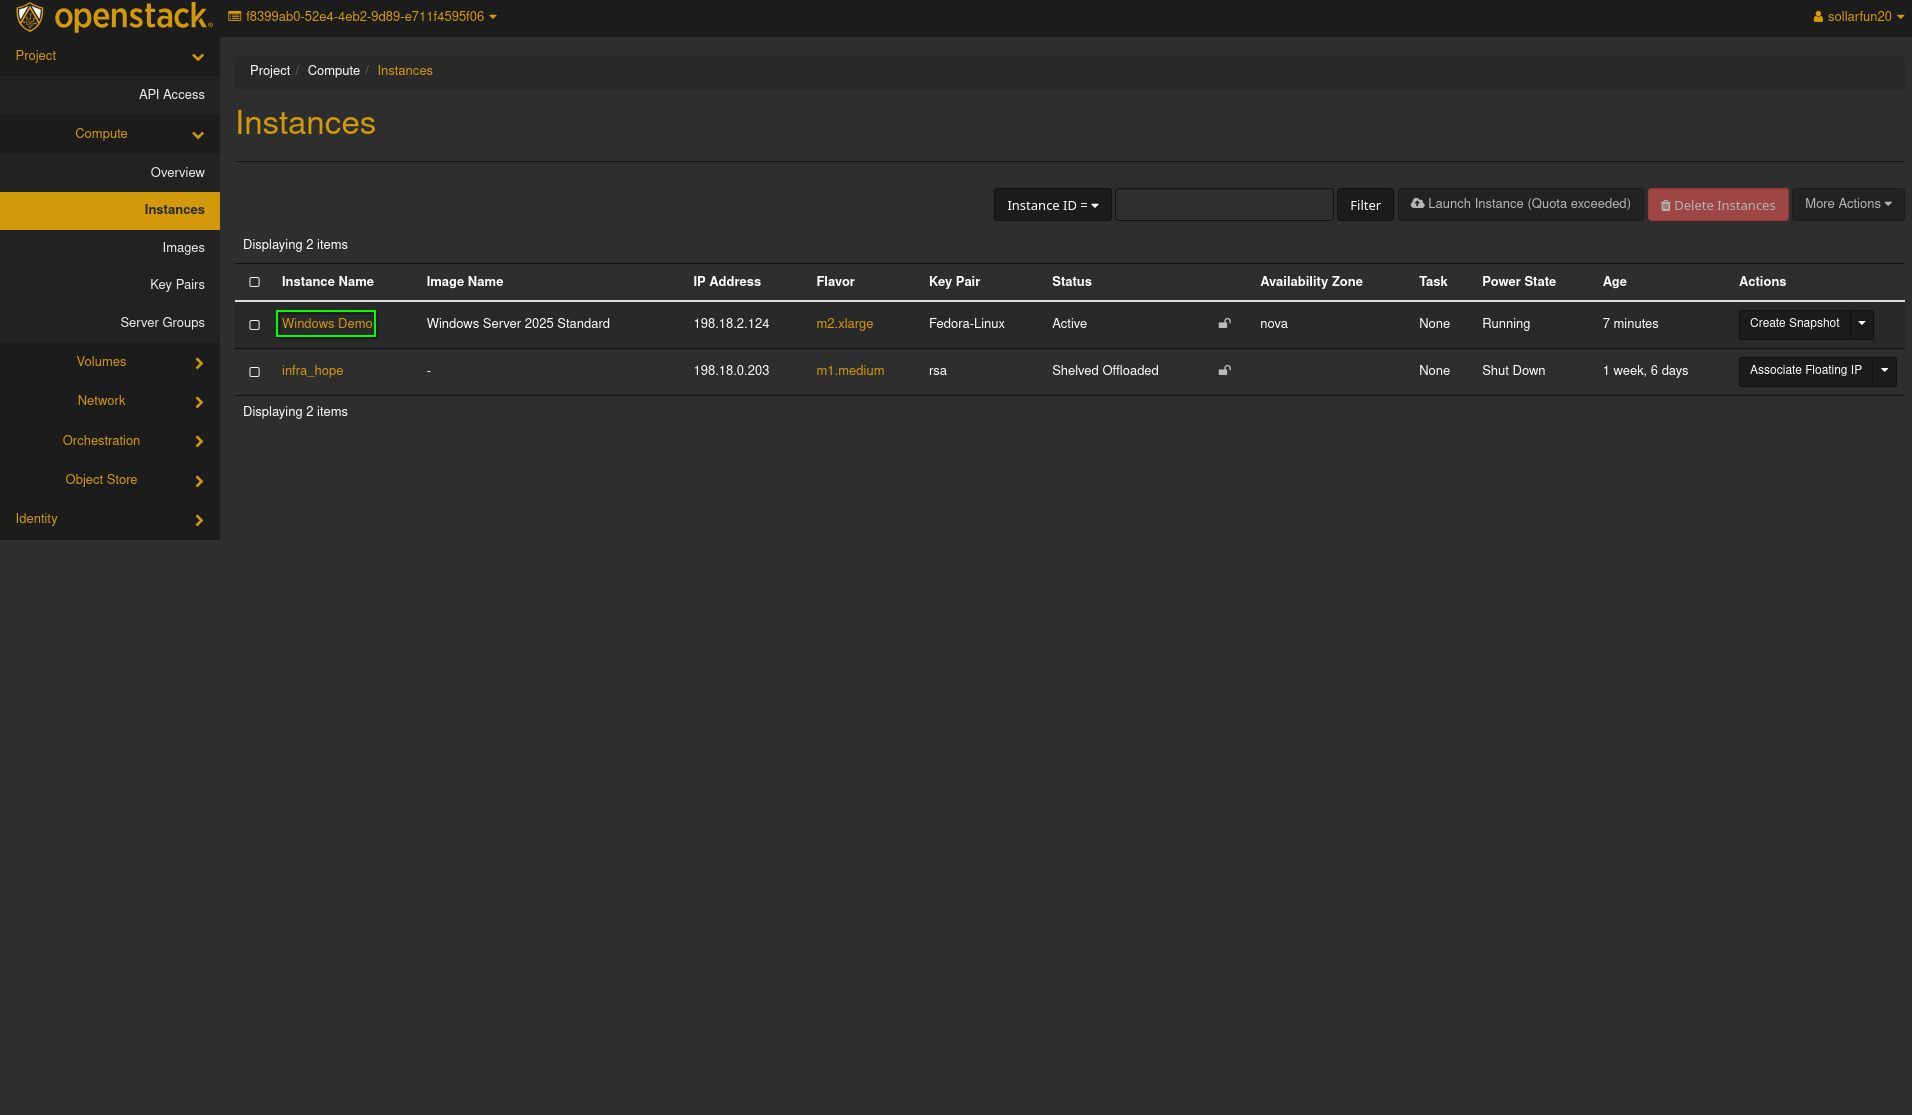 openstack.
f8399ab0-52e4-4eb2-9d89-e711f4595f06
sollarfun20
Project
API Access
Compute
Overview
Instances
Images
Key Pairs
Server Groups
Volumes
Network
Orchestration
Object Store
Identity
Project / Compute / Instances
Instances
Instance ID = Filter Launch Instance (Quota exceeded) Delete Instances More Actions
Displaying 2 items
Instance Name Image Name IP Address Flavor Key Pair Status Availability Zone Task Power State Age Actions
Windows Demo Windows Server 2025 Standard 198.18.2.124 m2.xlarge Fedora-Linux Active nova None Running 7 minutes Create Snapshot
infra_hope - 198.18.0.203 m1.medium rsa Shelved Offloaded None Shut Down 1 week, 6 days Associate Floating IP
Displaying 2 items